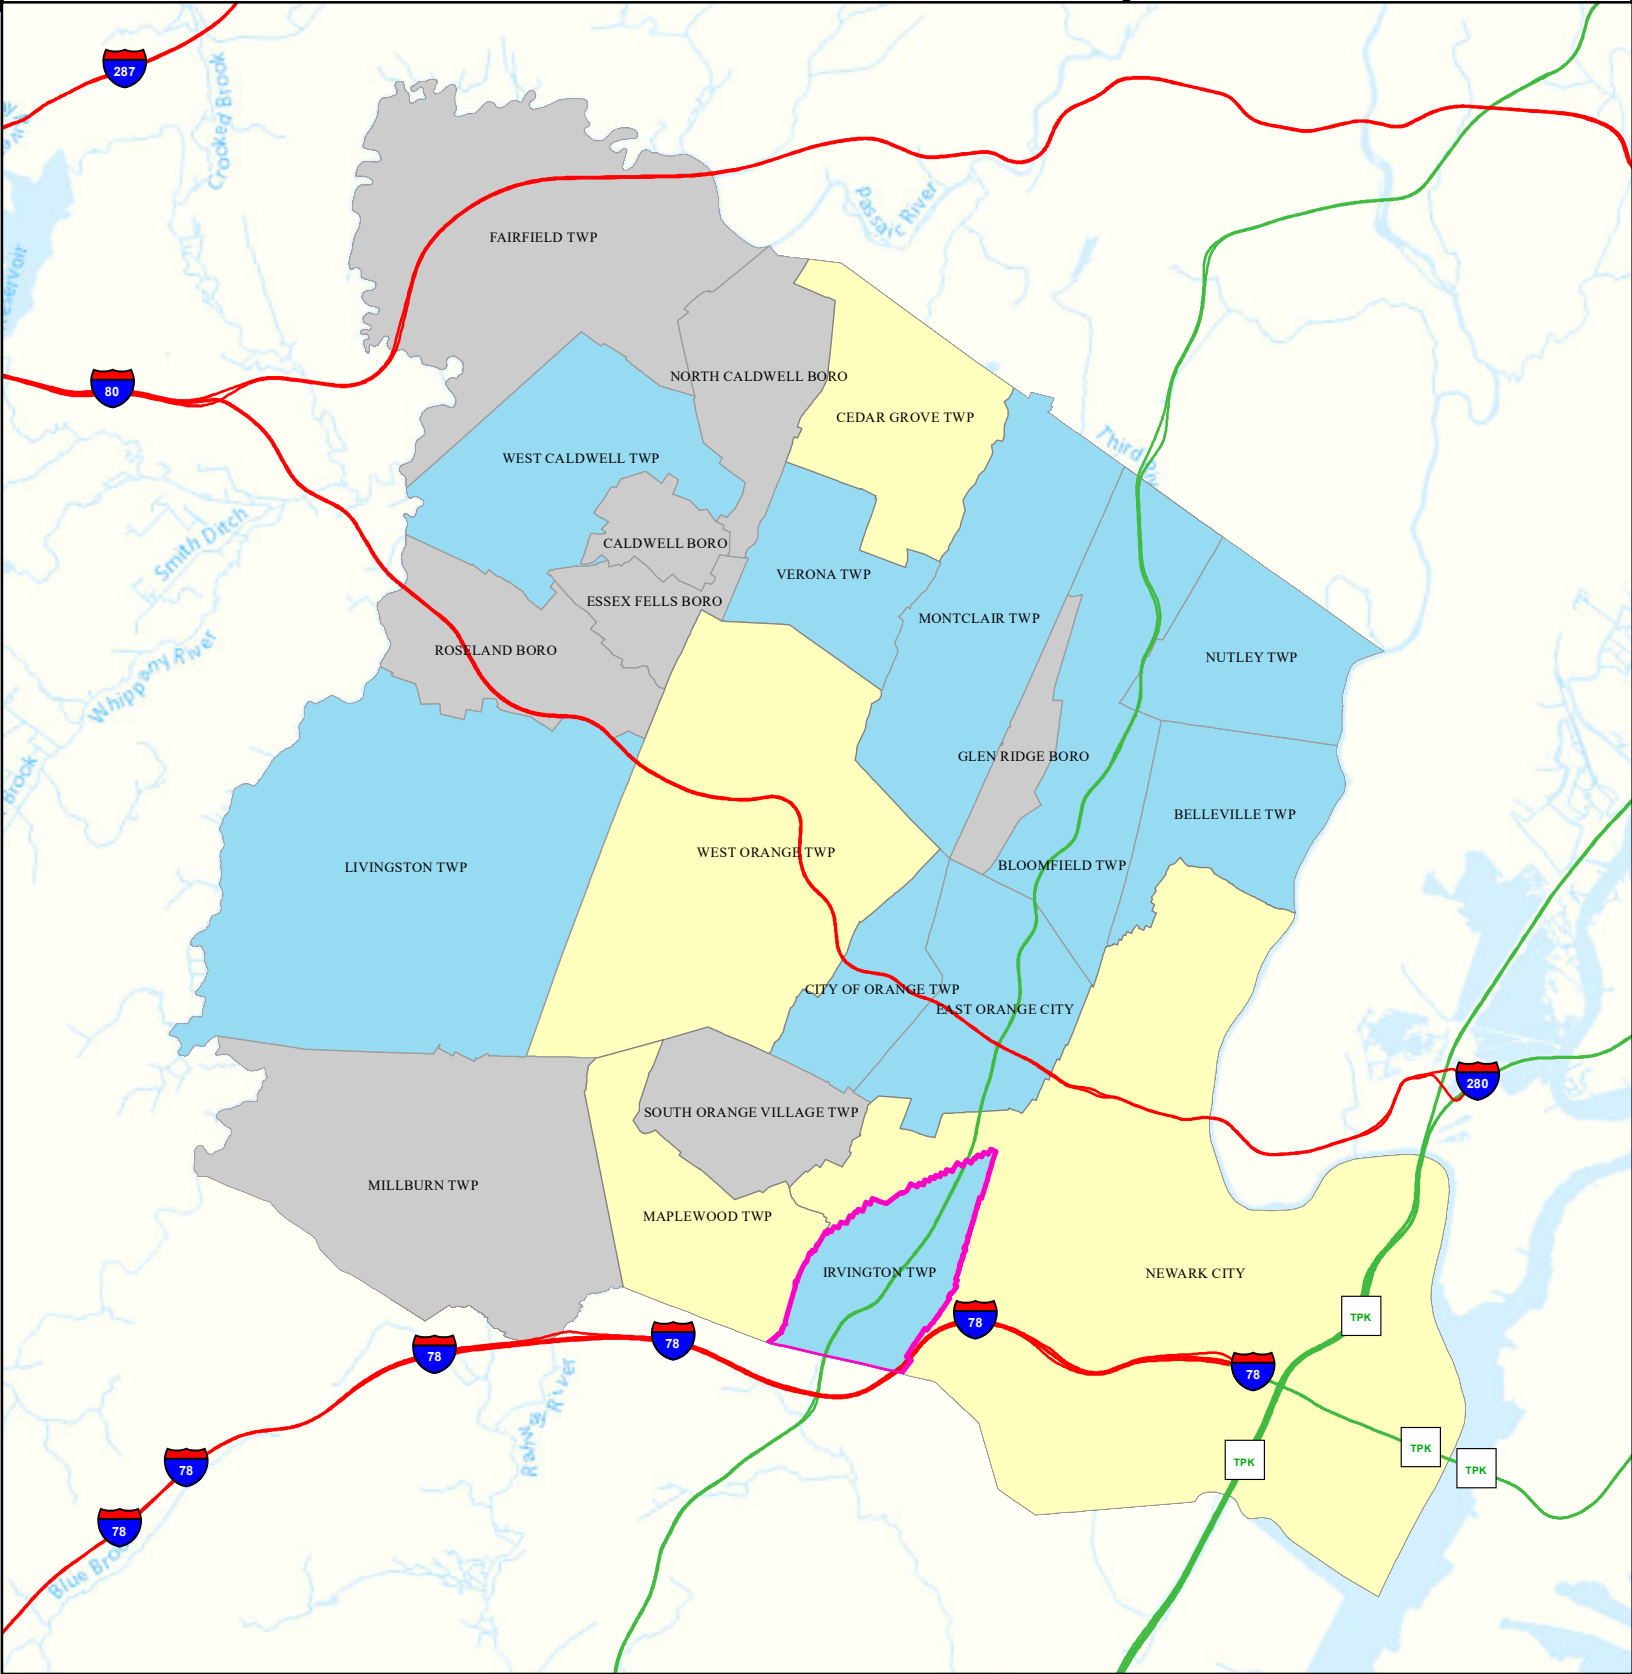 287
Crooked Brook
Passaic River
FAIRFIELD TWP
NORTH CALDWELL BORO
80
CEDAR GROVE TWP
Third
WEST CALDWELL TWP
Smith Ditch
CALDWELL BORO
VERONA TWP
ESSEX FELLS BORO
MONTCLAIR TWP
ROSELAND BORO
NUTLEY TWP
Whippany River
GLEN RIDGE BORO
Brook
BELLEVILLE TWP
WEST ORANGE TWP
LIVINGSTON TWP
BLOOMFIELD TWP
CITY OF ORANGE TWP
EAST ORANGE CITY
280
SOUTH ORANGE VILLAGE TWP
MILLBURN TWP
MAPLEWOOD TWP
IRVINGTON TWP
NEWARK CITY
TPK
78
78
78
78
River
TPK
TPK
TPK
78
78
Blue